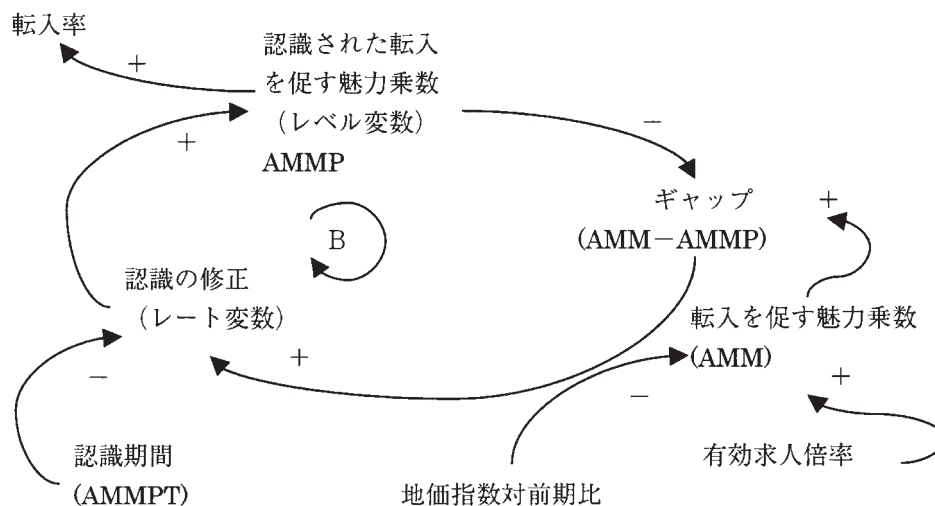 転入率
+
認識された転入
を促す魅力乗数
(レベル変数)
AMMP
+
−
ギャップ
(AMM−AMMP)
+
B
認識の修正
(レート変数)
転入を促す魅力乗数
(AMM)
+
−
−
+
認識期間
(AMMPT)
地価指数対前期比
有効求人倍率